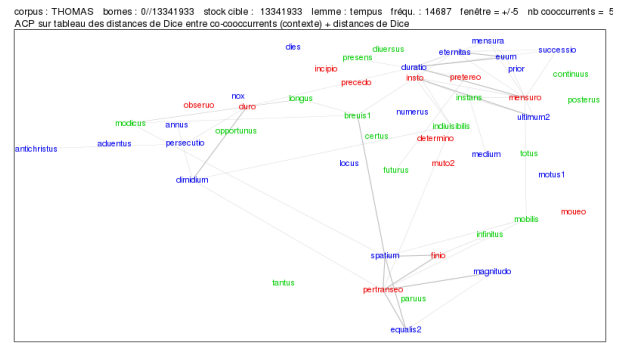 corpus : THOMAS bornes : 0//13341933 stock cible : 13341933 lemme : tempus fréqu. : 14687 fenêtre = +/-5 nb cooccurrents = 5
ACP sur tableau des distances de Dice entre co-cooccurrents (contexte) + distances de Dice
mensura
dies
diversus
eternitas
successio
presens
euum
incipio
duratio
prior
continuus
insto
pretereo
precedo
nox
longus
instans
mensuro
posterus
observo
duro
breuis1
numerus
ultimum2
modicus
annus
opportunus
indiuisibilis
certus
determino
aduentus
persecutio
antichristus
medium
totus
locus
muto2
futurus
motus1
dimidium
moueo
mobilis
infinitus
spatium
finio
magnitudo
tantus
pertranseo
paruus
equalis2